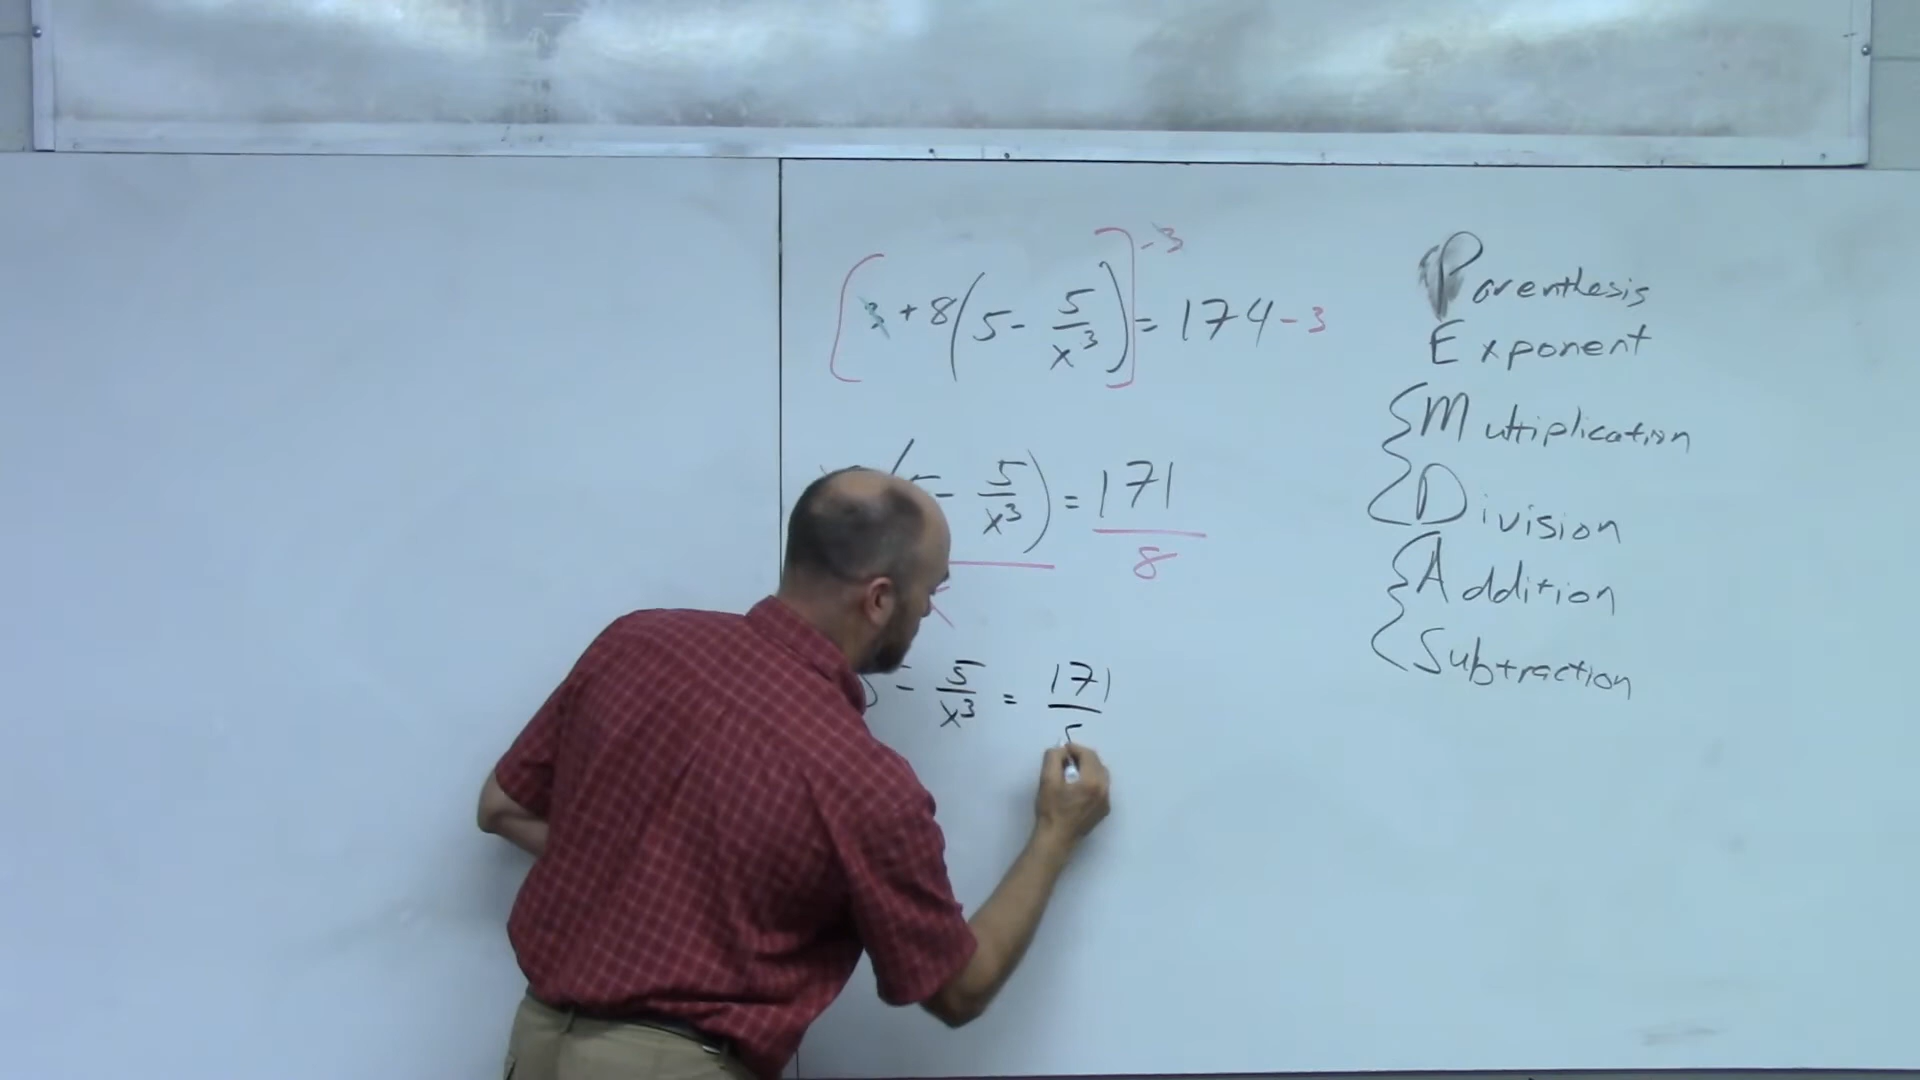 [3 + 8(5 - 5/x³)] - 3 = 174 - 3
5 - 5/x³) = 171/8
5 - 5/x³ = 171/
Parenthesis
Exponent
Multiplication
Division
Addition
Subtraction